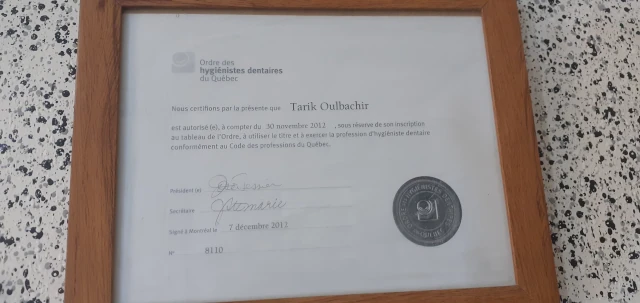 Ordre des
hygiénistes dentaires
du Québec
Nous certifions par la présente que Tarik Oulbachir
est autorisé(e), à compter du 30 novembre 2012 , sous réserve de son inscription
au tableau de l'Ordre, à utiliser le titre et à exercer la profession d'hygiéniste dentaire
conformément au Code des professions du Québec.
Président (e)
Secrétaire
Signé à Montréal le 7 décembre 2011
N° 8110